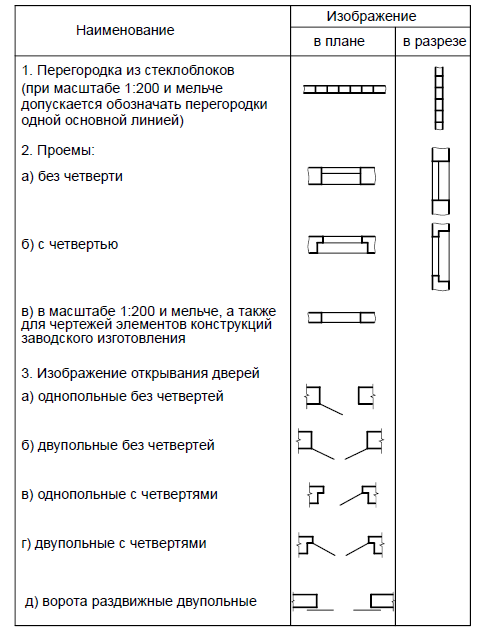 Наименование
Изображение
в плане
в разрезе
1. Перегородка из стеклоблоков
(при масштабе 1:200 и мельче
допускается обозначать перегородки
одной основной линией)
2. Проемы:
а) без четверти
б) с четвертью
в) в масштабе 1:200 и мельче, а также
для чертежей элементов конструкций
заводского изготовления
3. Изображение открывания дверей
а) однопольные без четвертей
б) двупольные без четвертей
в) однопольные с четвертями
г) двупольные с четвертями
д) ворота раздвижные двупольные